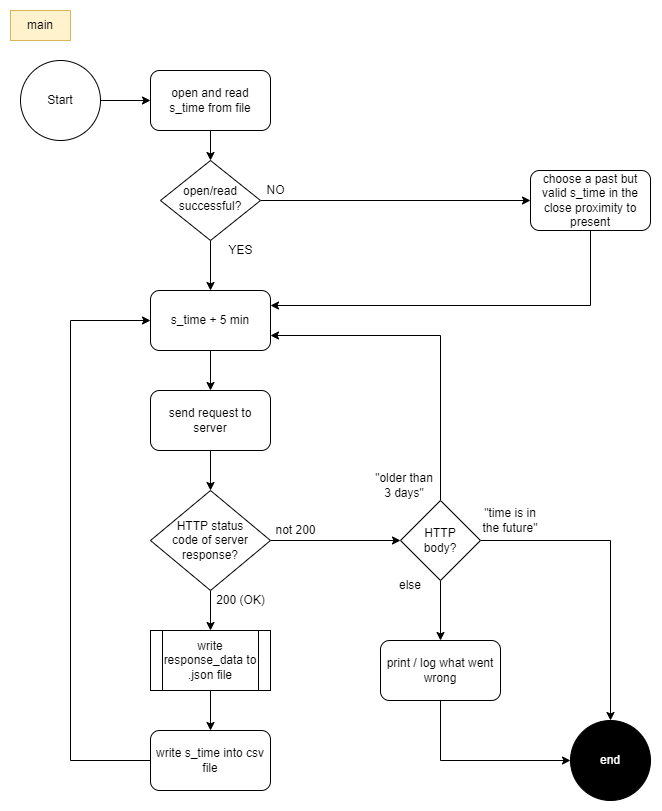 main
Start
open and read
s_time from file
open/read
successful?
NO
choose a past but
valid s_time in the
close proximity to
present
YES
s_time + 5 min
send request to
server
"older than
3 days"
HTTP status
code of server
response?
not 200
HTTP
body?
"time is in
the future"
200 (OK)
else
write
response_data to
.json file
print / log what went
wrong
write s_time into csv
file
end